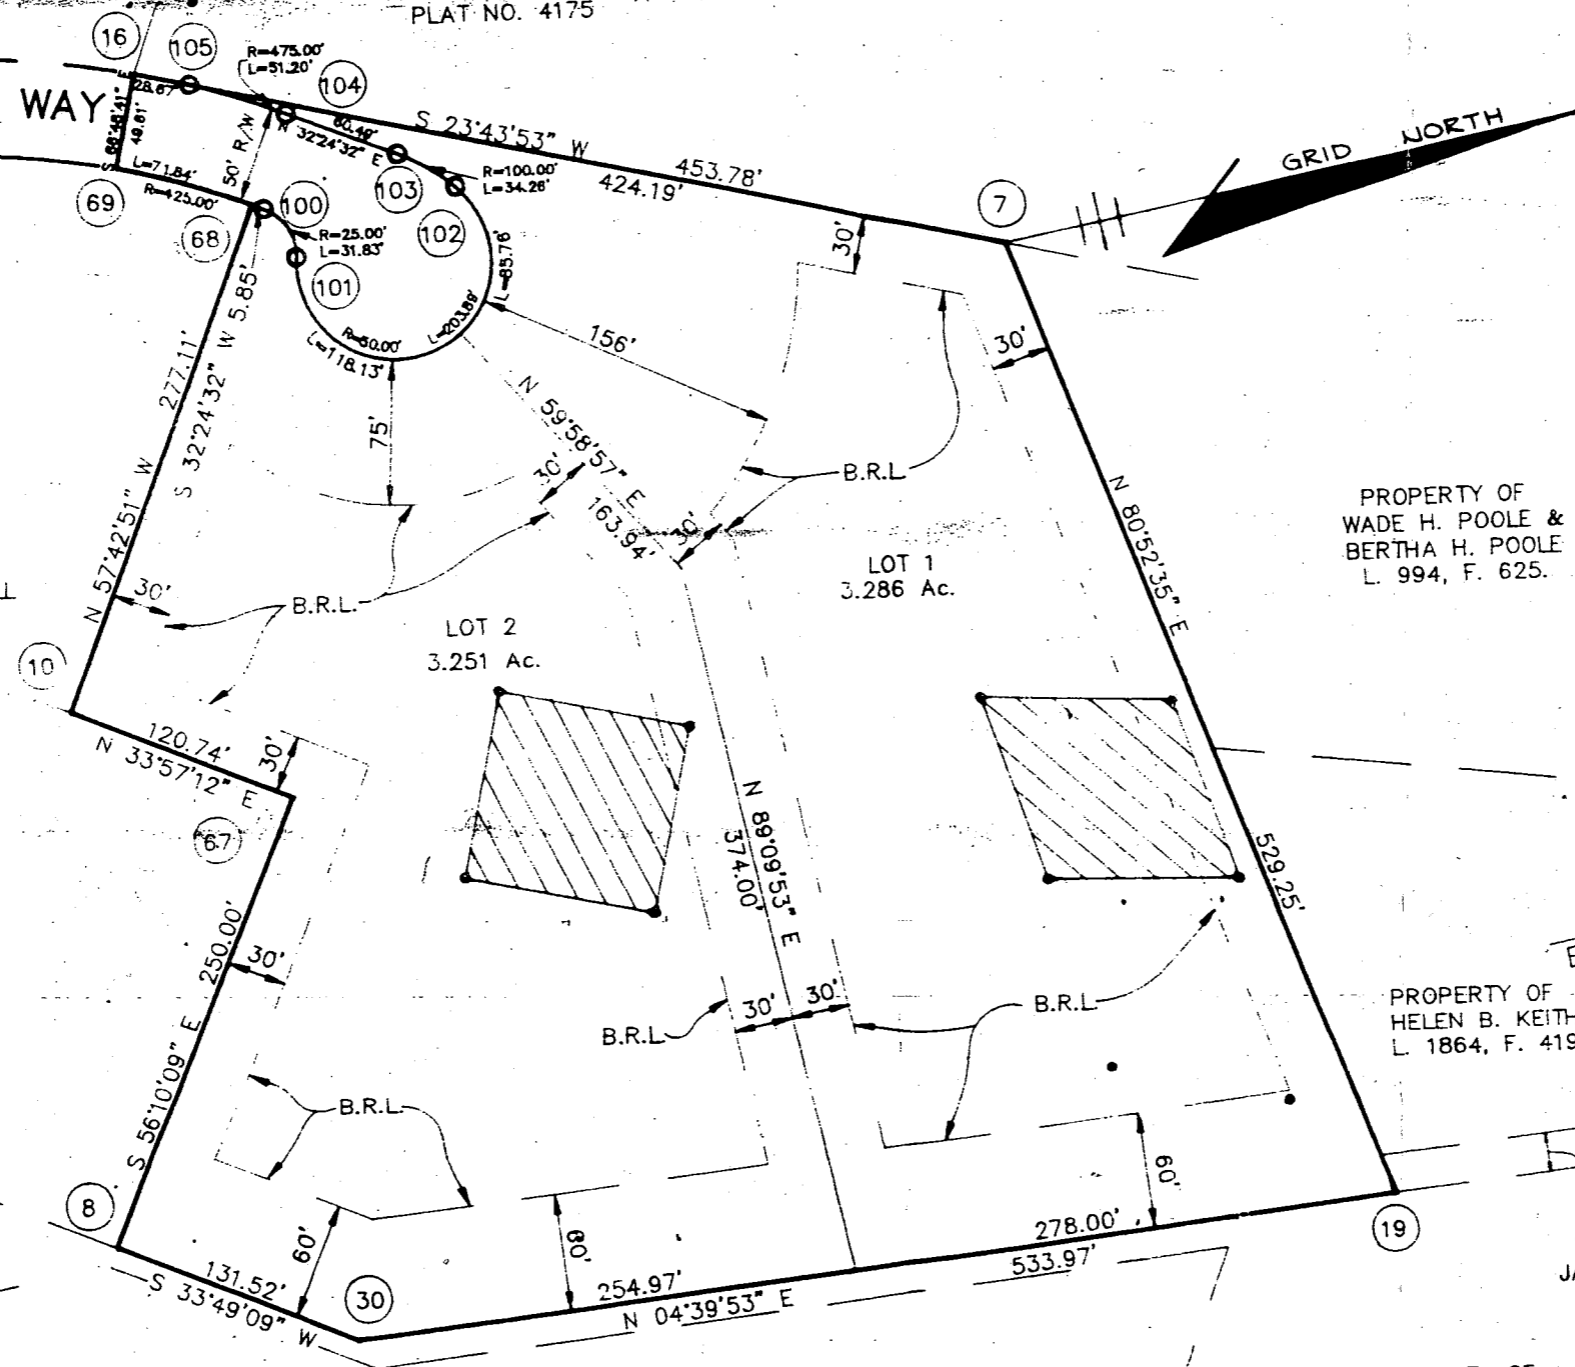 PLAT NO. 4175
16
105
R=475.00'
L=51.20'
104
WAY
28.67'
S 68°48'41" E
49.61'
60.49'
N 32°24'32" E
S 23°43'53" W
453.78'
424.19'
GRID NORTH
50' R/W
L=71.84'
R=425.00'
69
68
100
103
R=100.00'
L=34.26'
102
7
R=25.00'
L=31.83'
101
L=85.76'
30'
R=50.00'
L=203.89'
L=118.13'
156'
30'
277.11'
N 57°42'51" W
S 32°24'32" W 5.85'
75'
N 59°58'57" E
163.94'
30'
30'
B.R.L.
N 80°52'35" E
529.25'
PROPERTY OF
WADE H. POOLE &
BERTHA H. POOLE
L. 994, F. 625.
LOT 1
3.286 Ac.
30'
B.R.L.
LOT 2
3.251 Ac.
10
120.74'
N 33°57'12" E
30'
67
N 89°09'53" E
374.00'
250.00'
S 56°10'09" E
30'
30'
30'
B.R.L.
B.R.L.
PROPERTY OF
HELEN B. KEITH
L. 1864, F. 419
B.R.L.
8
60'
60'
60'
131.52'
S 33°49'09" W
30
254.97'
278.00'
533.97'
N 04°39'53" E
19
JA